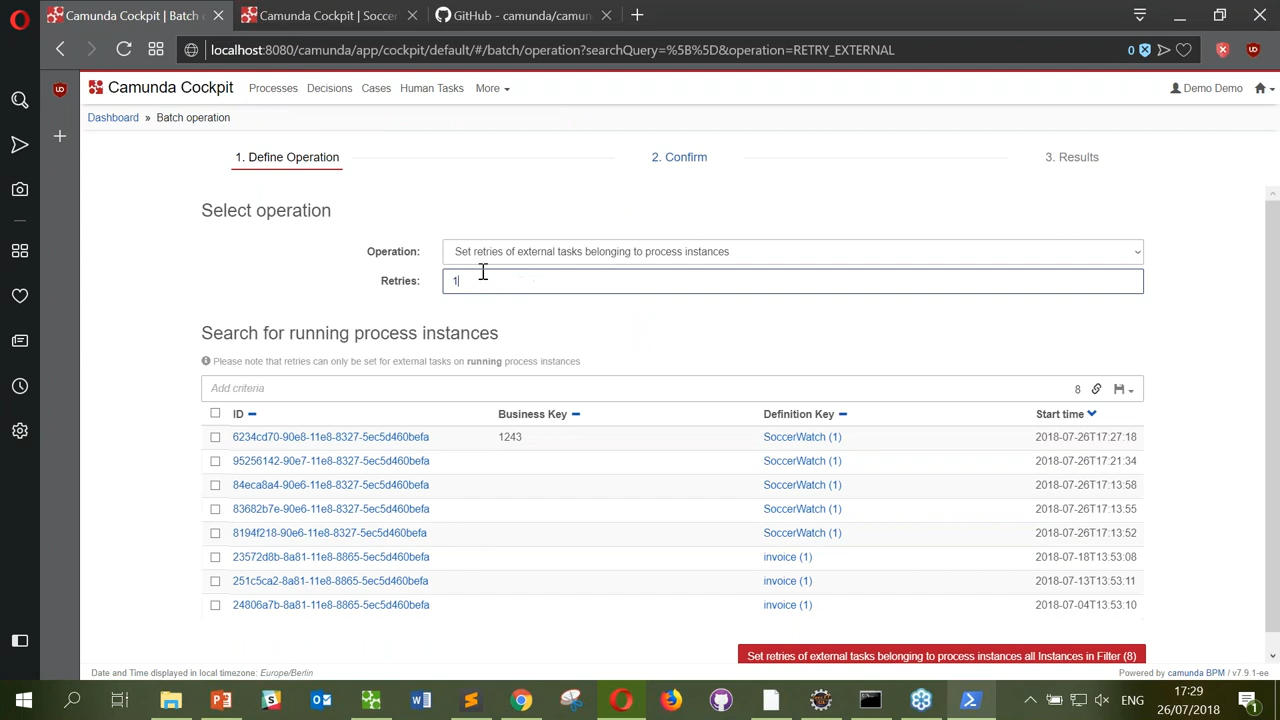 Camunda Cockpit | Batch
Camunda Cockpit | Soccer
GitHub - camunda/camun
localhost:8080/camunda/app/cockpit/default/#/batch/operation?searchQuery=%5B%5D&operation=RETRY_EXTERNAL
0
Camunda Cockpit Processes Decisions Cases Human Tasks More Demo Demo
Dashboard » Batch operation
1. Define Operation 2. Confirm 3. Results
Select operation
Operation: Set retries of external tasks belonging to process instances
Retries: 1
Search for running process instances
Please note that retries can only be set for external tasks on running process instances
Add criteria 8
ID Business Key Definition Key Start time
6234cd70-90e8-11e8-8327-5ec5d460befa 1243 SoccerWatch (1) 2018-07-26T17:27:18
95256142-90e7-11e8-8327-5ec5d460befa SoccerWatch (1) 2018-07-26T17:21:34
84eca8a4-90e6-11e8-8327-5ec5d460befa SoccerWatch (1) 2018-07-26T17:13:58
83682b7e-90e6-11e8-8327-5ec5d460befa SoccerWatch (1) 2018-07-26T17:13:55
8194f218-90e6-11e8-8327-5ec5d460befa SoccerWatch (1) 2018-07-26T17:13:52
23572d8b-8a81-11e8-8865-5ec5d460befa invoice (1) 2018-07-18T13:53:08
251c5ca2-8a81-11e8-8865-5ec5d460befa invoice (1) 2018-07-13T13:53:11
24806a7b-8a81-11e8-8865-5ec5d460befa invoice (1) 2018-07-04T13:53:10
Set retries of external tasks belonging to process instances all Instances in Filter (8)
Date and Time displayed in local timezone: Europe/Berlin Powered by camunda BPM / v7.9.1-ee
ENG 17:29
26/07/2018
1